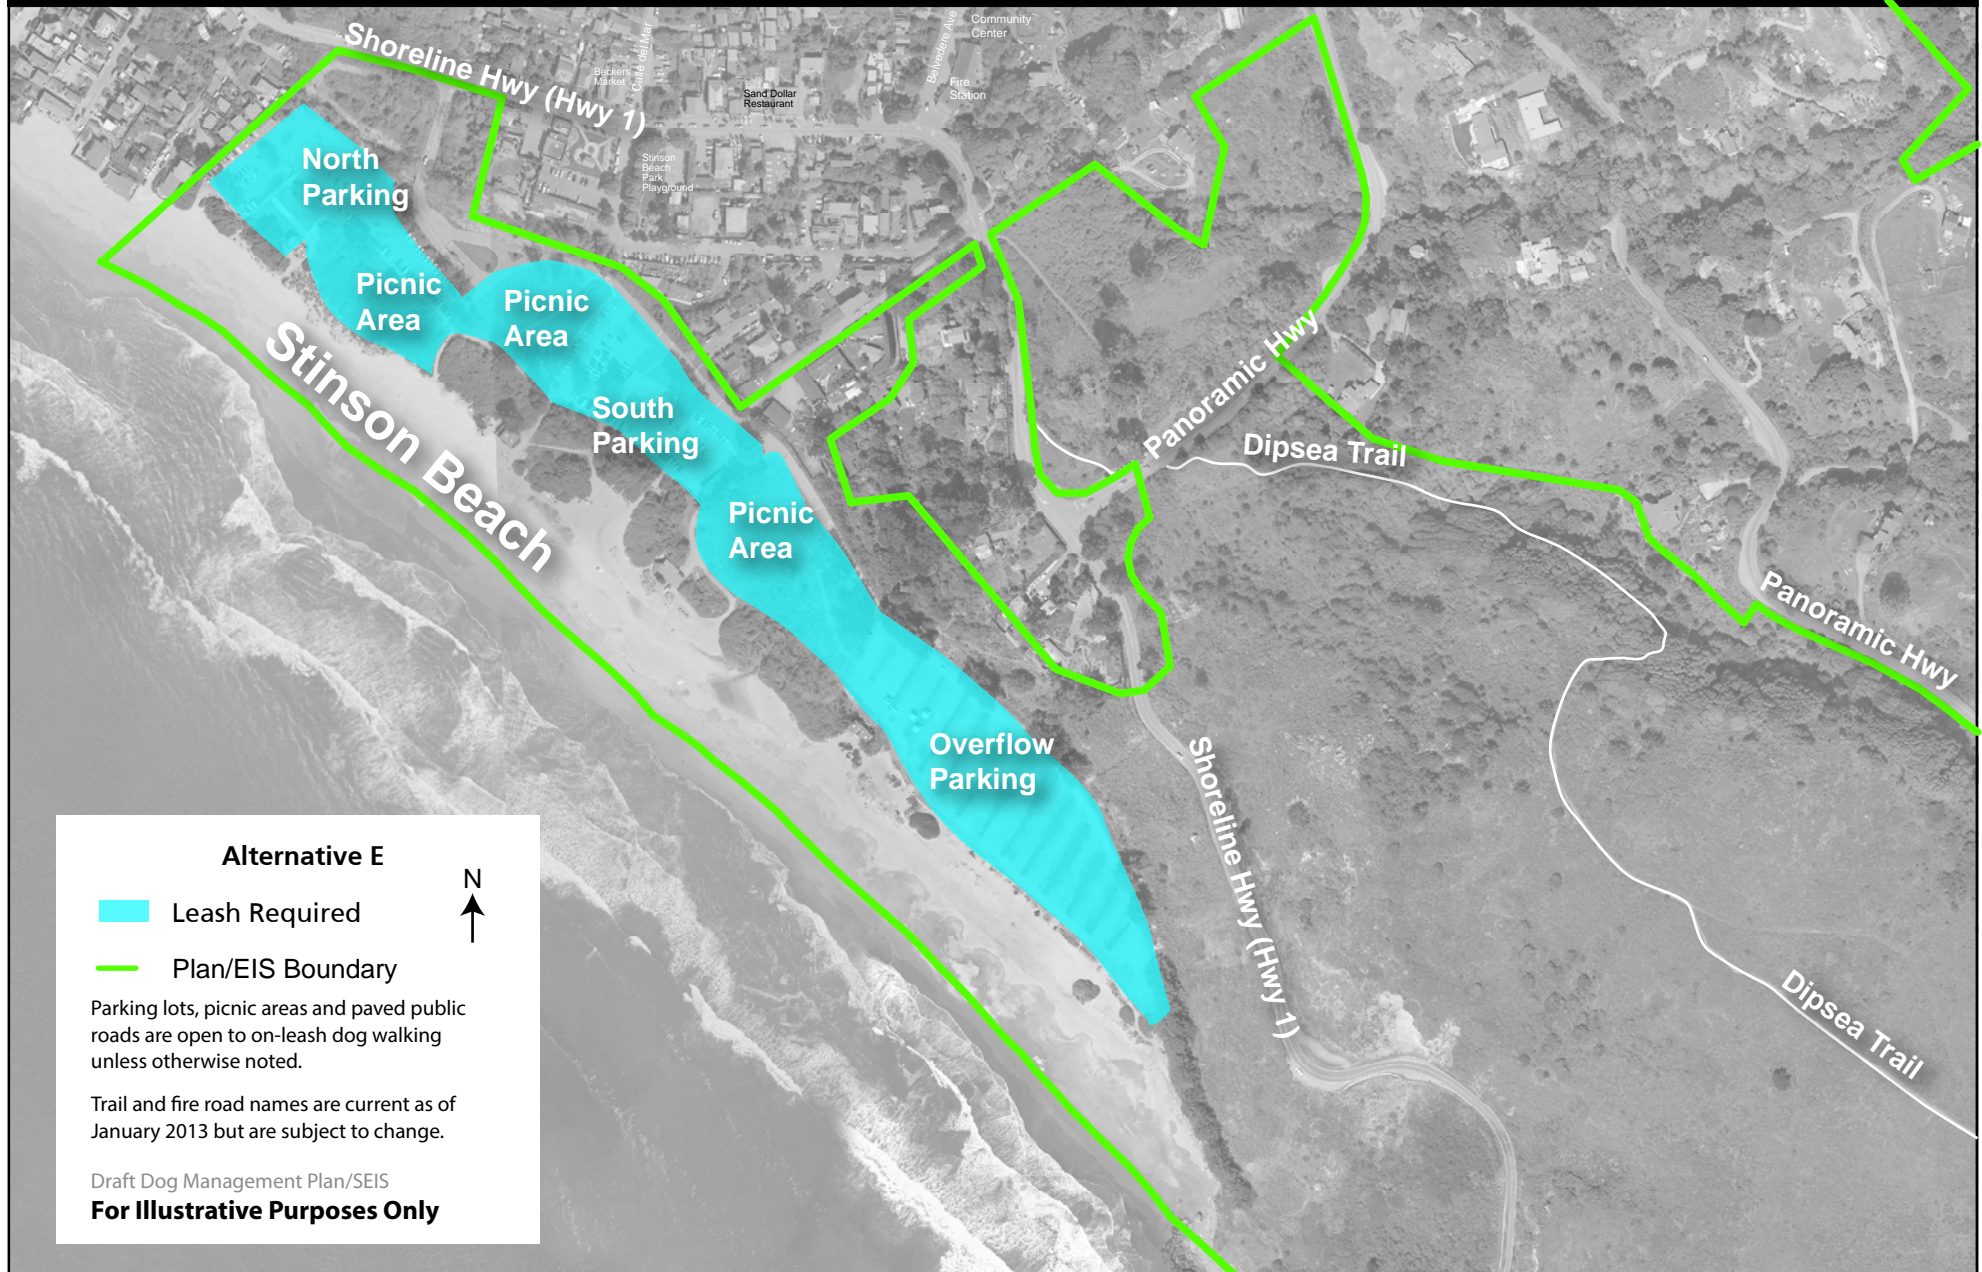 Community
Center
Belvedere Ave
Calle del Mar
Shoreline Hwy (Hwy 1)
Beckers
Market
Fire
Station
Sand Dollar
Restaurant
North
Parking
Stinson
Beach
Park
Playground
Picnic
Area
Picnic
Area
Stinson Beach
Panoramic Hwy
South
Parking
Dipsea Trail
Picnic
Area
Panoramic Hwy
Overflow
Parking
Shoreline Hwy (Hwy 1)
Dipsea Trail
Alternative E
N
Leash Required
Plan/EIS Boundary
Parking lots, picnic areas and paved public
roads are open to on-leash dog walking
unless otherwise noted.
Trail and fire road names are current as of
January 2013 but are subject to change.
Draft Dog Management Plan/SEIS
For Illustrative Purposes Only